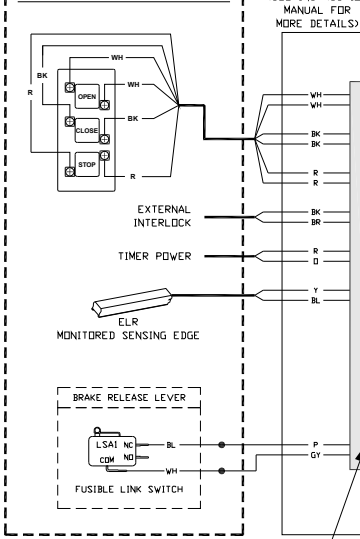 MANUAL FOR
MORE DETAILS)
WH
BK
R
OPEN
WH
CLOSE
BK
STOP
R
WH
WH
BK
BK
R
R
EXTERNAL
INTERLOCK
BK
BR
TIMER POWER
R
O
Y
BL
ELR
MONITORED SENSING EDGE
BRAKE RELEASE LEVER
LSA1 NC
BL
COM NO
WH
P
GY
FUSIBLE LINK SWITCH